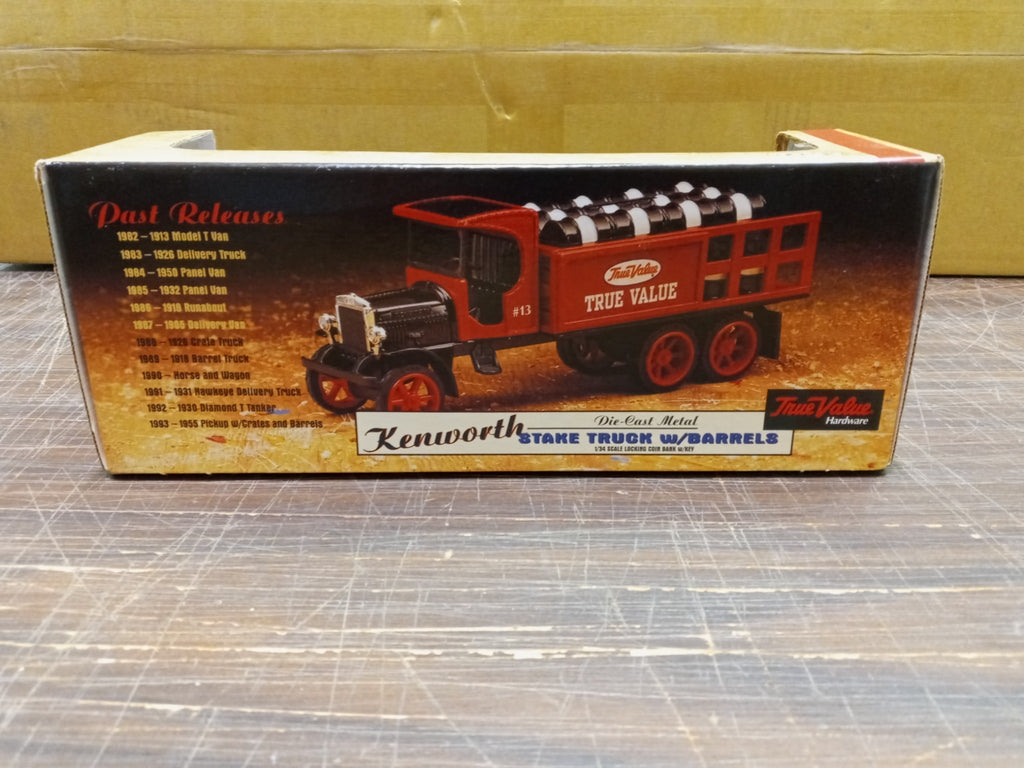 Past Releases
1982 – 1913 Model T Van
1983 – 1926 Delivery Truck
1984 – 1950 Panel Van
1985 – 1932 Panel Van
1986 – 1918 Runabout
1987 – 1905 Delivery Van
1988 – 1926 Crate Truck
1989 – 1918 Barrel Truck
1990 – Horse and Wagon
1991 – 1931 Hawkeye Delivery Truck
1992 – 1930 Diamond T Tanker
1993 – 1955 Pickup w/Crates and Barrels
#13
True Value
TRUE VALUE
Kenworth
Die-Cast Metal
STAKE TRUCK W/BARRELS
1/34 SCALE LOCKING COIN BANK W/KEY
True Value
Hardware